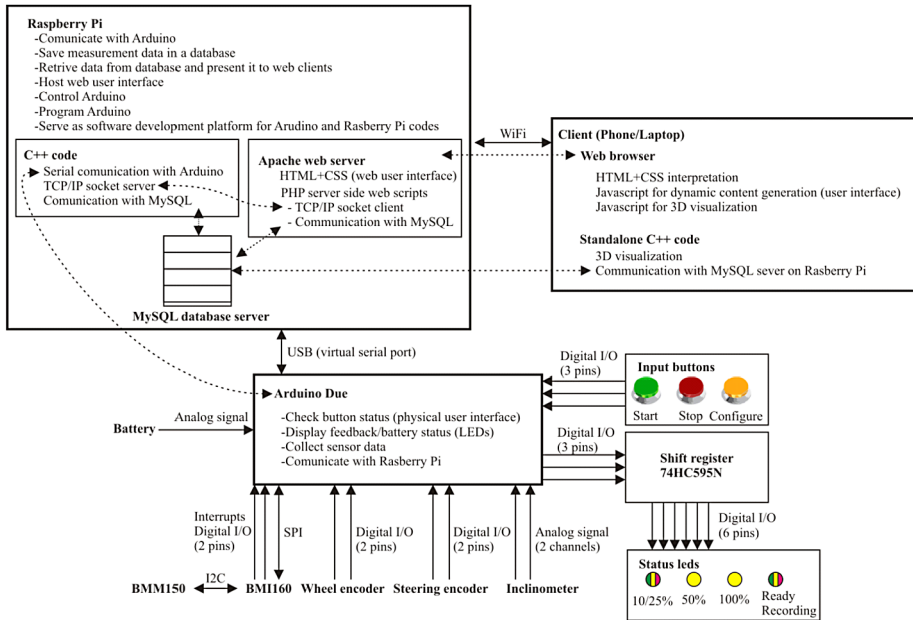 Raspberry Pi
-Comunicate with Arduino
-Save measurement data in a database
-Retrive data from database and present it to web clients
-Host web user interface
-Control Arduino
-Program Arduino
-Serve as software development platform for Arudino and Rasberry Pi codes
C++ code
Serial comunication with Arduino
TCP/IP socket server
Comunication with MySQL
Apache web server
HTML+CSS (web user interface)
PHP server side web scripts
- TCP/IP socket client
- Communication with MySQL
MySQL database server
WiFi
Client (Phone/Laptop)
Web browser
HTML+CSS interpretation
Javascript for dynamic content generation (user interface)
Javascript for 3D visualization
Standalone C++ code
3D visualization
Communication with MySQL sever on Rasberry Pi
USB (virtual serial port)
Arduino Due
-Check button status (physical user interface)
-Display feedback/battery status (LEDs)
-Collect sensor data
-Comunicate with Rasberry Pi
Analog signal
Battery
Digital I/O
(3 pins)
Input buttons
Start Stop Configure
Digital I/O
(3 pins)
Shift register
74HC595N
Digital I/O
(6 pins)
Status leds
10/25% 50% 100% Ready
Recording
Interrupts
Digital I/O
(2 pins)
SPI
Digital I/O
(2 pins)
Digital I/O
(2 pins)
Analog signal
(2 channels)
BMM150 I2C BMI160 Wheel encoder Steering encoder Inclinometer